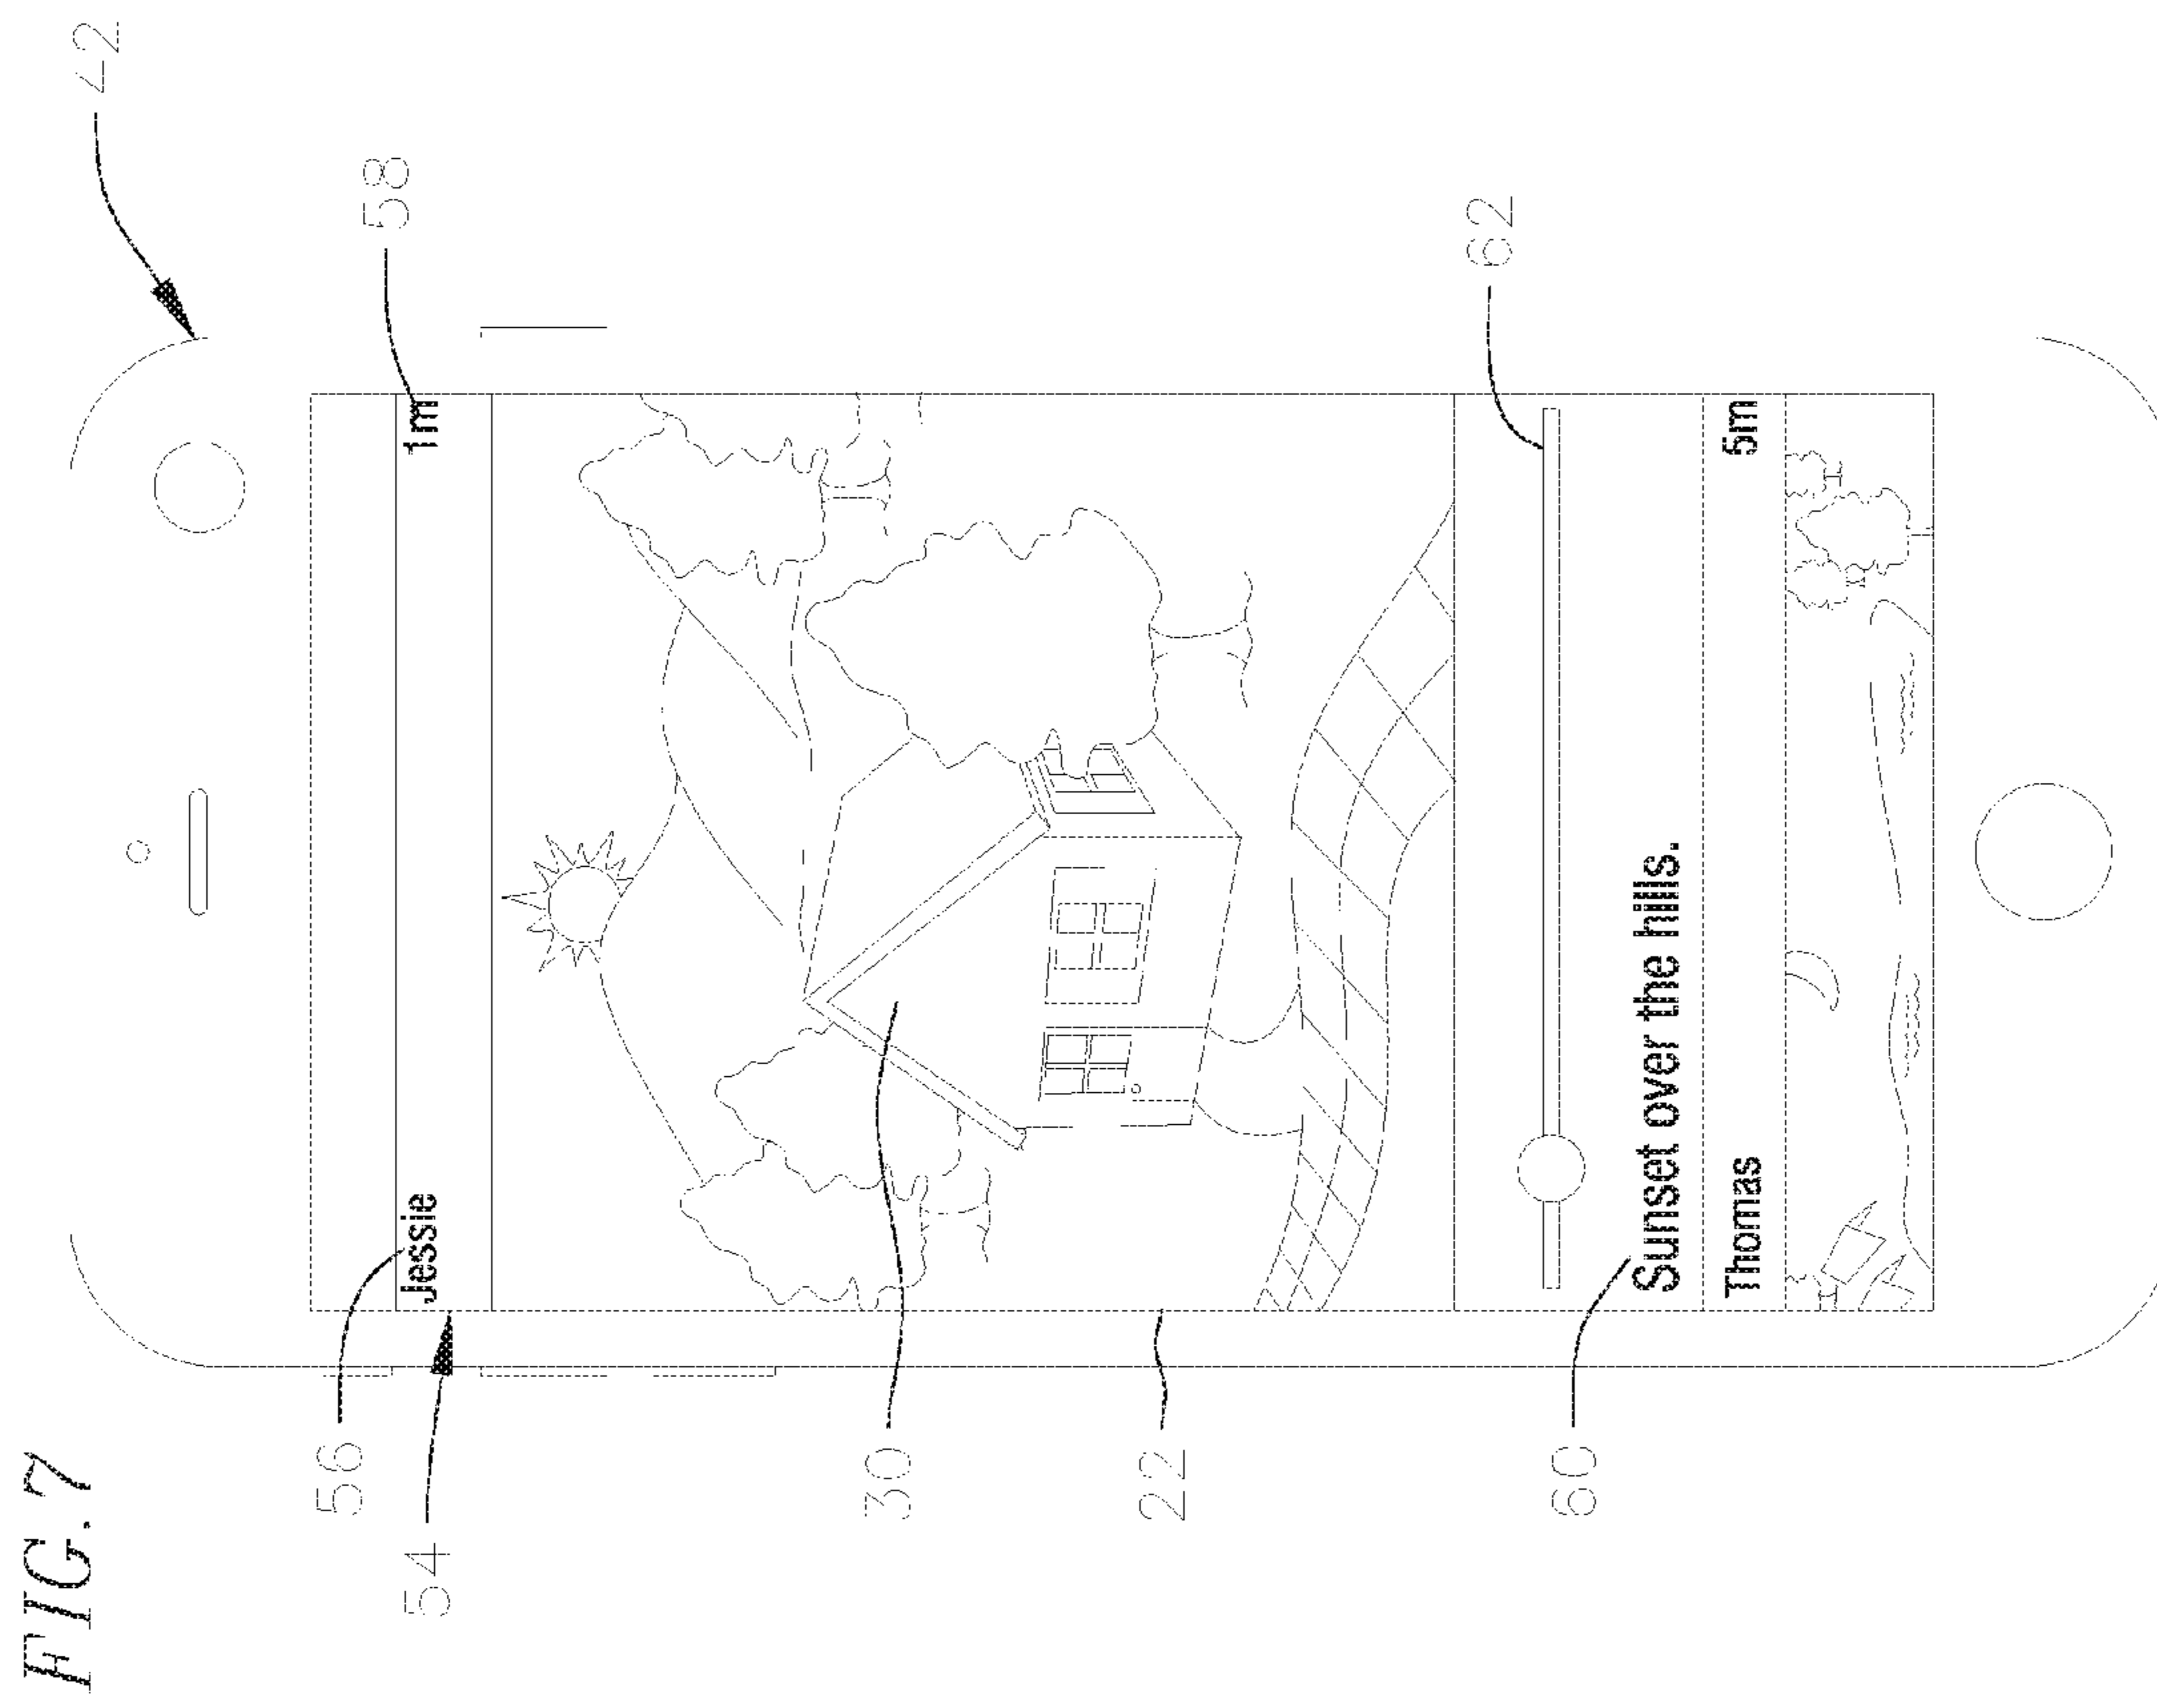 FIG. 7
42
58
56
54
Jessie 1m
30
22
62
60
Sunset over the hills.
Thomas 5m